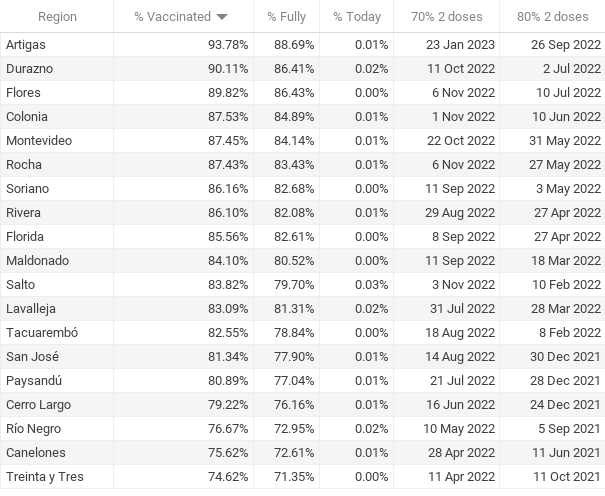 Region % Vaccinated % Fully % Today 70% 2 doses 80% 2 doses
Artigas 93.78% 88.69% 0.01% 23 Jan 2023 26 Sep 2022
Durazno 90.11% 86.41% 0.02% 11 Oct 2022 2 Jul 2022
Flores 89.82% 86.43% 0.00% 6 Nov 2022 10 Jul 2022
Colonia 87.53% 84.89% 0.01% 1 Nov 2022 10 Jun 2022
Montevideo 87.45% 84.14% 0.01% 22 Oct 2022 31 May 2022
Rocha 87.43% 83.43% 0.01% 6 Nov 2022 27 May 2022
Soriano 86.16% 82.68% 0.00% 11 Sep 2022 3 May 2022
Rivera 86.10% 82.08% 0.01% 29 Aug 2022 27 Apr 2022
Florida 85.56% 82.61% 0.00% 8 Sep 2022 27 Apr 2022
Maldonado 84.10% 80.52% 0.00% 11 Sep 2022 18 Mar 2022
Salto 83.82% 79.70% 0.03% 3 Nov 2022 10 Feb 2022
Lavalleja 83.09% 81.31% 0.02% 31 Jul 2022 28 Mar 2022
Tacuarembó 82.55% 78.84% 0.00% 18 Aug 2022 8 Feb 2022
San José 81.34% 77.90% 0.01% 14 Aug 2022 30 Dec 2021
Paysandú 80.89% 77.04% 0.01% 21 Jul 2022 28 Dec 2021
Cerro Largo 79.22% 76.16% 0.01% 16 Jun 2022 24 Dec 2021
Río Negro 76.67% 72.95% 0.02% 10 May 2022 5 Sep 2021
Canelones 75.62% 72.61% 0.01% 28 Apr 2022 11 Jun 2021
Treinta y Tres 74.62% 71.35% 0.00% 11 Apr 2022 11 Oct 2021